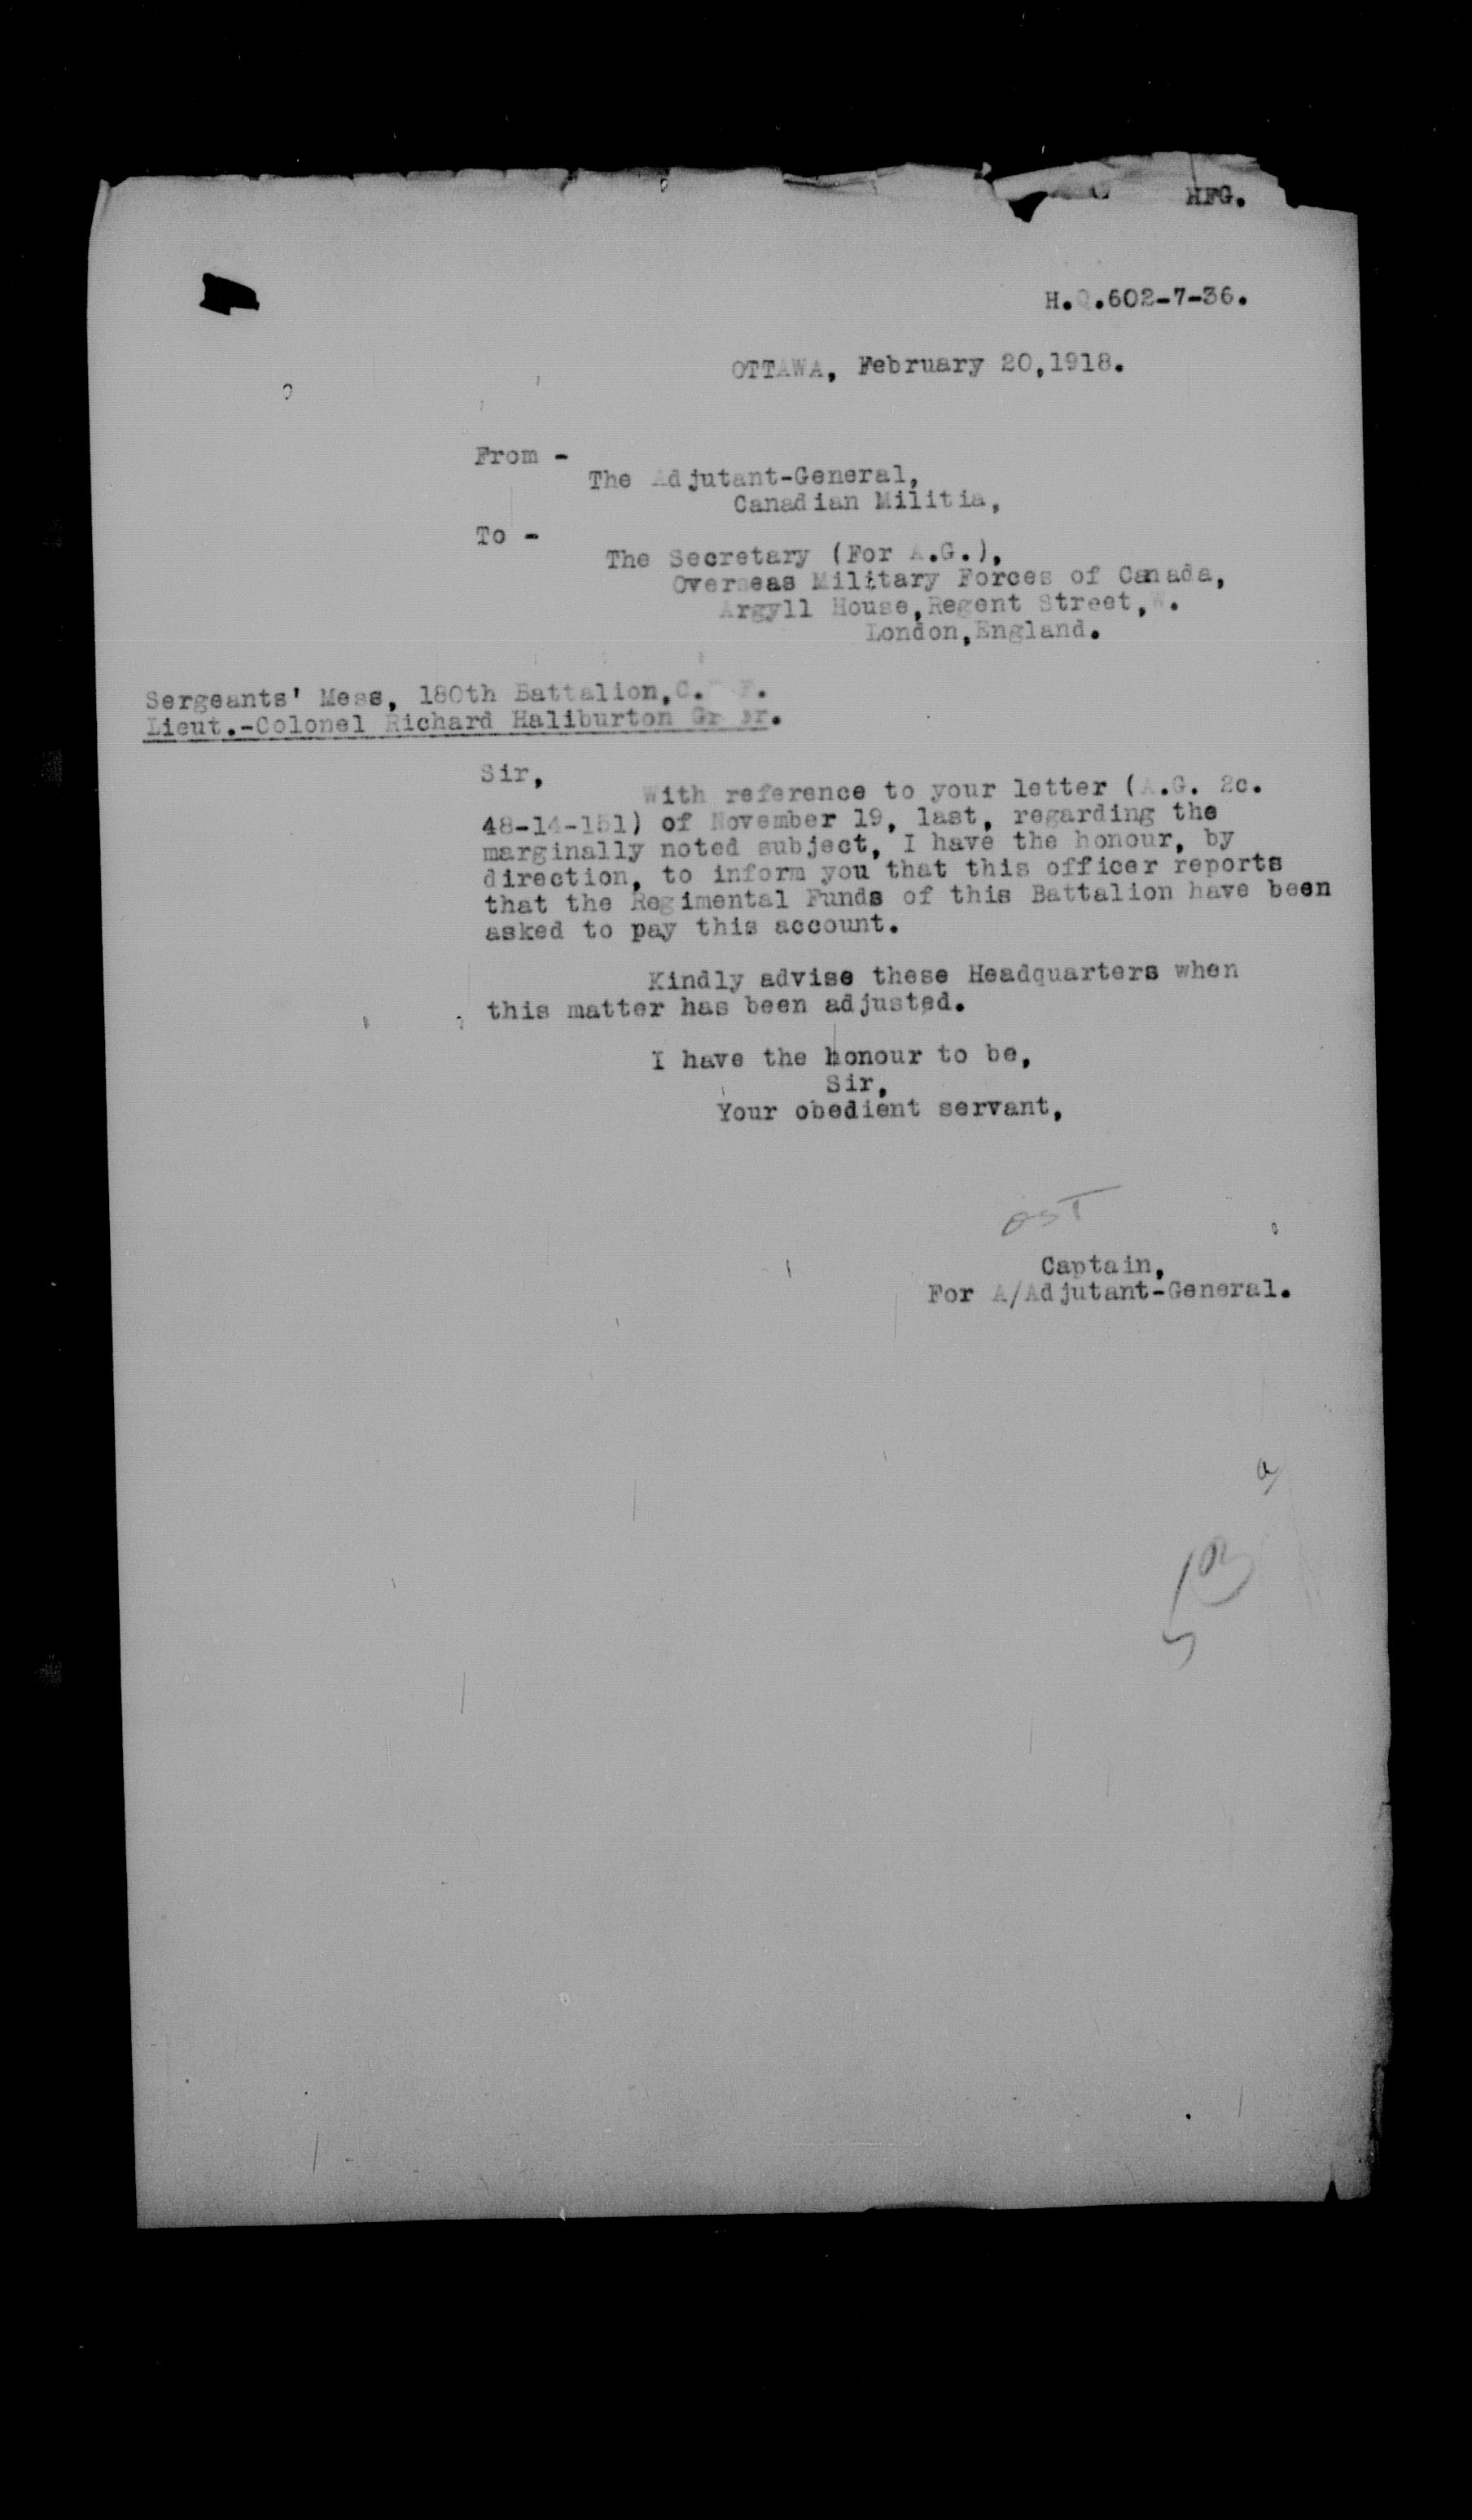 HFG.
H.Q.602-7-36.
OTTAWA, February 20,1918.
From -
The Adjutant-General,
Canadian Militia,
To -
The Secretary (For A.G.),
Overseas Military Forces of Canada,
Argyll House,Regent Street,W.
London,England.
Sergeants' Mess, 180th Battalion,C. F.
Lieut.-Colonel Richard Haliburton
Sir,
With reference to your letter (A.G. 2c.
48-14-151) of November 19, last, regarding the
marginally noted subject, I have the honour, by
direction, to inform you that this officer reports
that the Regimental Funds of this Battalion have been
asked to pay this account.
Kindly advise these Headquarters when
this matter has been adjusted.
I have the honour to be,
Sir,
Your obedient servant,
Captain,
For A/Adjutant-General.